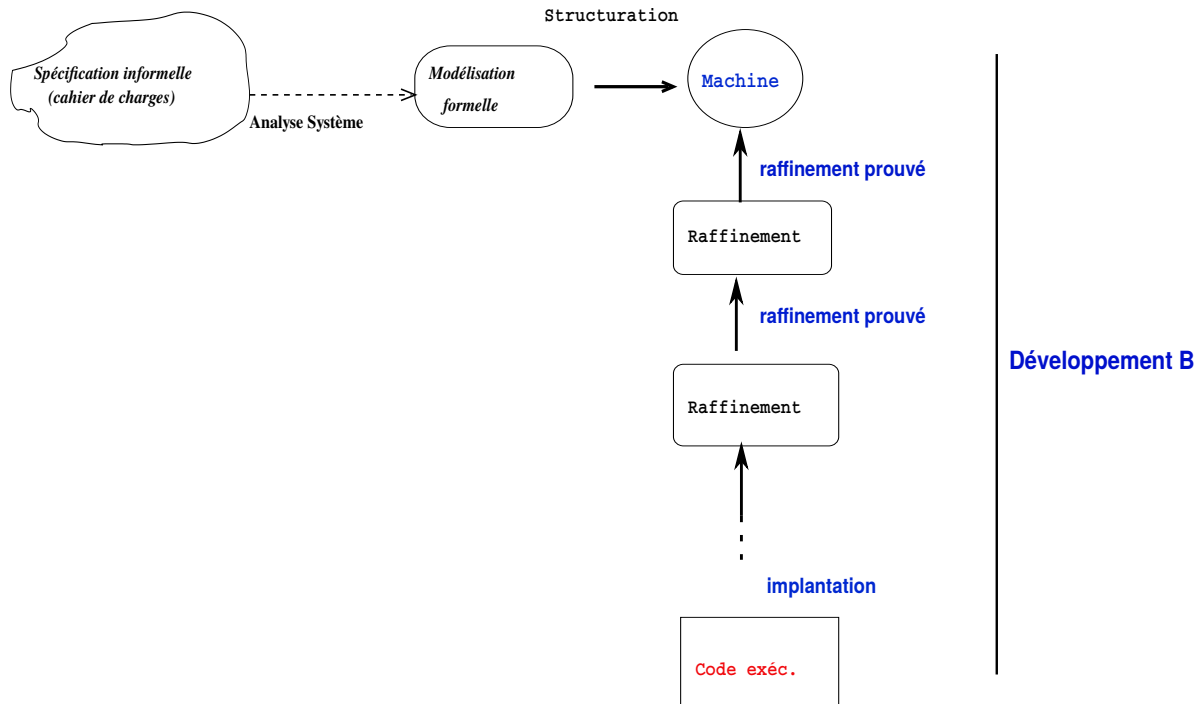 Structuration
Spécification informelle
(cahier de charges)
Analyse Système
Modélisation
formelle
Machine
raffinement prouvé
Raffinement
raffinement prouvé
Développement B
Raffinement
implantation
Code exéc.